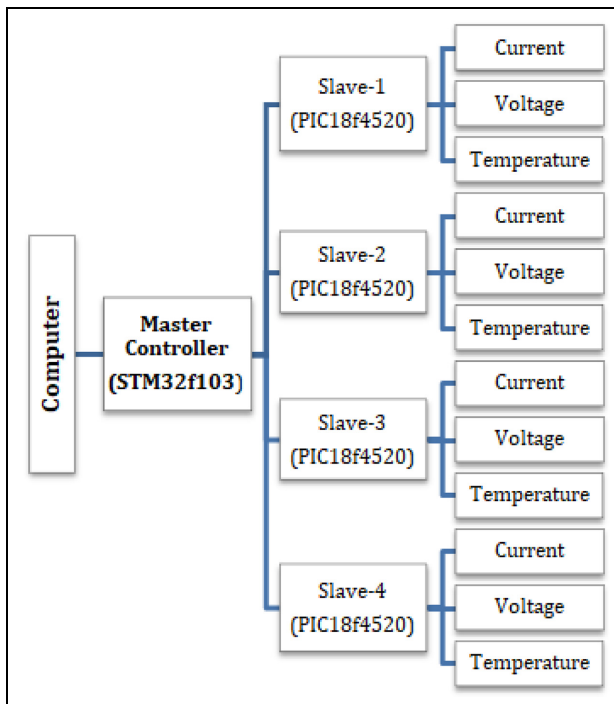 Computer
Master
Controller
(STM32f103)
Slave-1
(PIC18f4520)
Current
Voltage
Temperature
Slave-2
(PIC18f4520)
Current
Voltage
Temperature
Slave-3
(PIC18f4520)
Current
Voltage
Temperature
Slave-4
(PIC18f4520)
Current
Voltage
Temperature